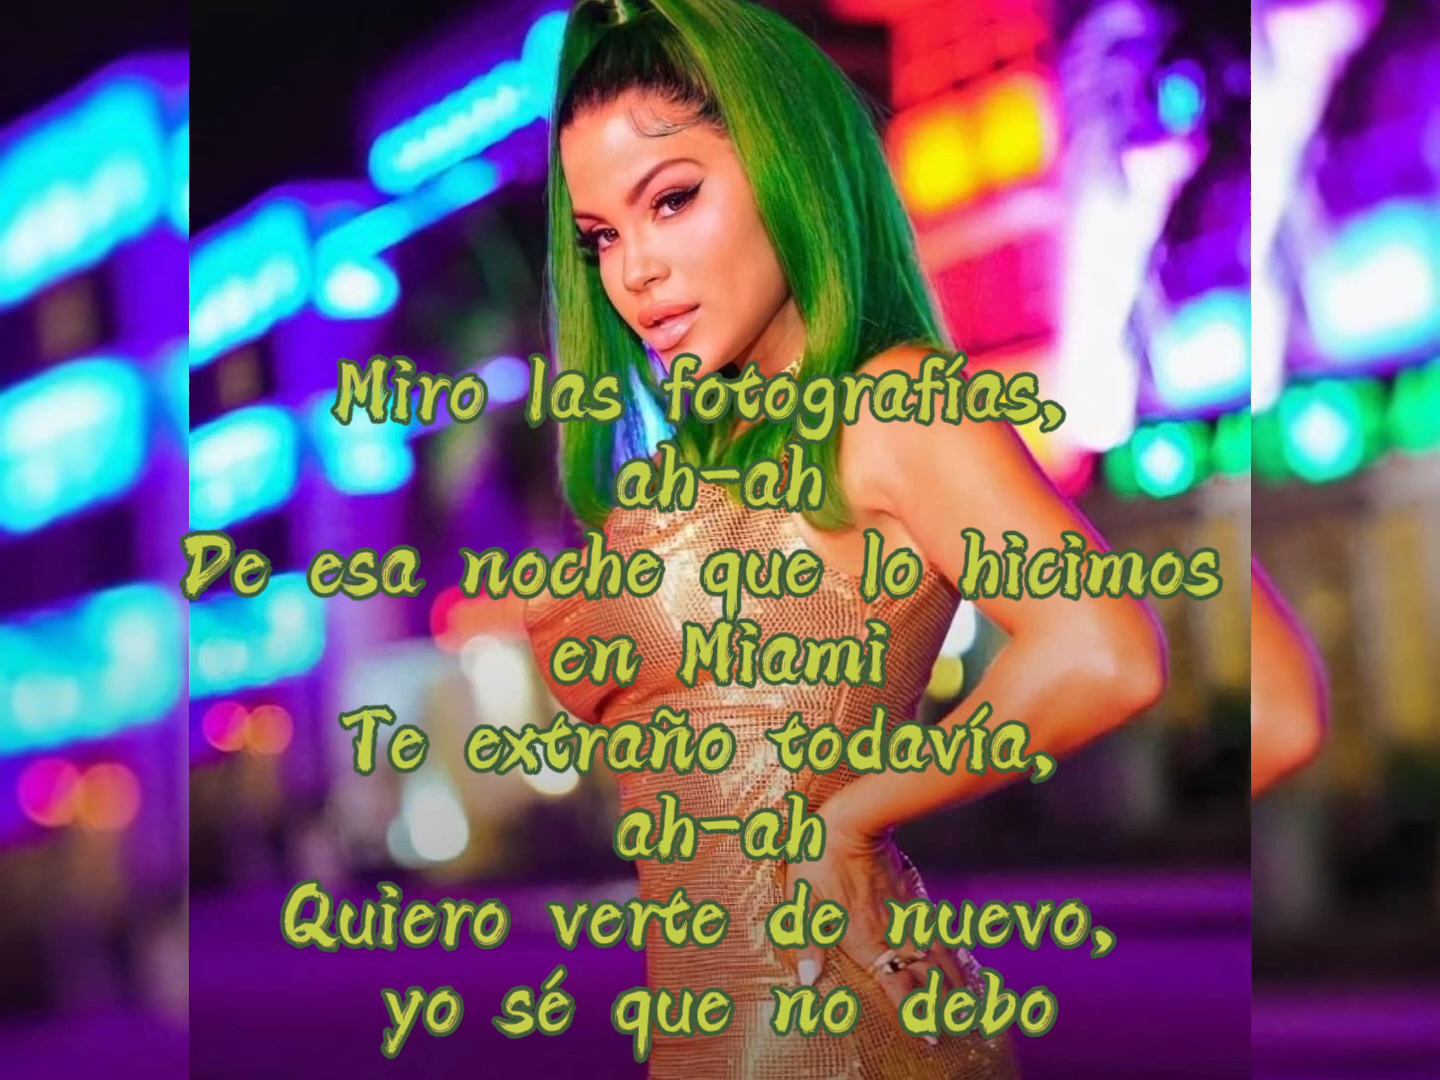 Miro las fotografías,
ah-ah
De esa noche que lo hicimos
en Miami
Te extraño todavía,
ah-ah
Quiero verte de nuevo,
yo sé que no debo